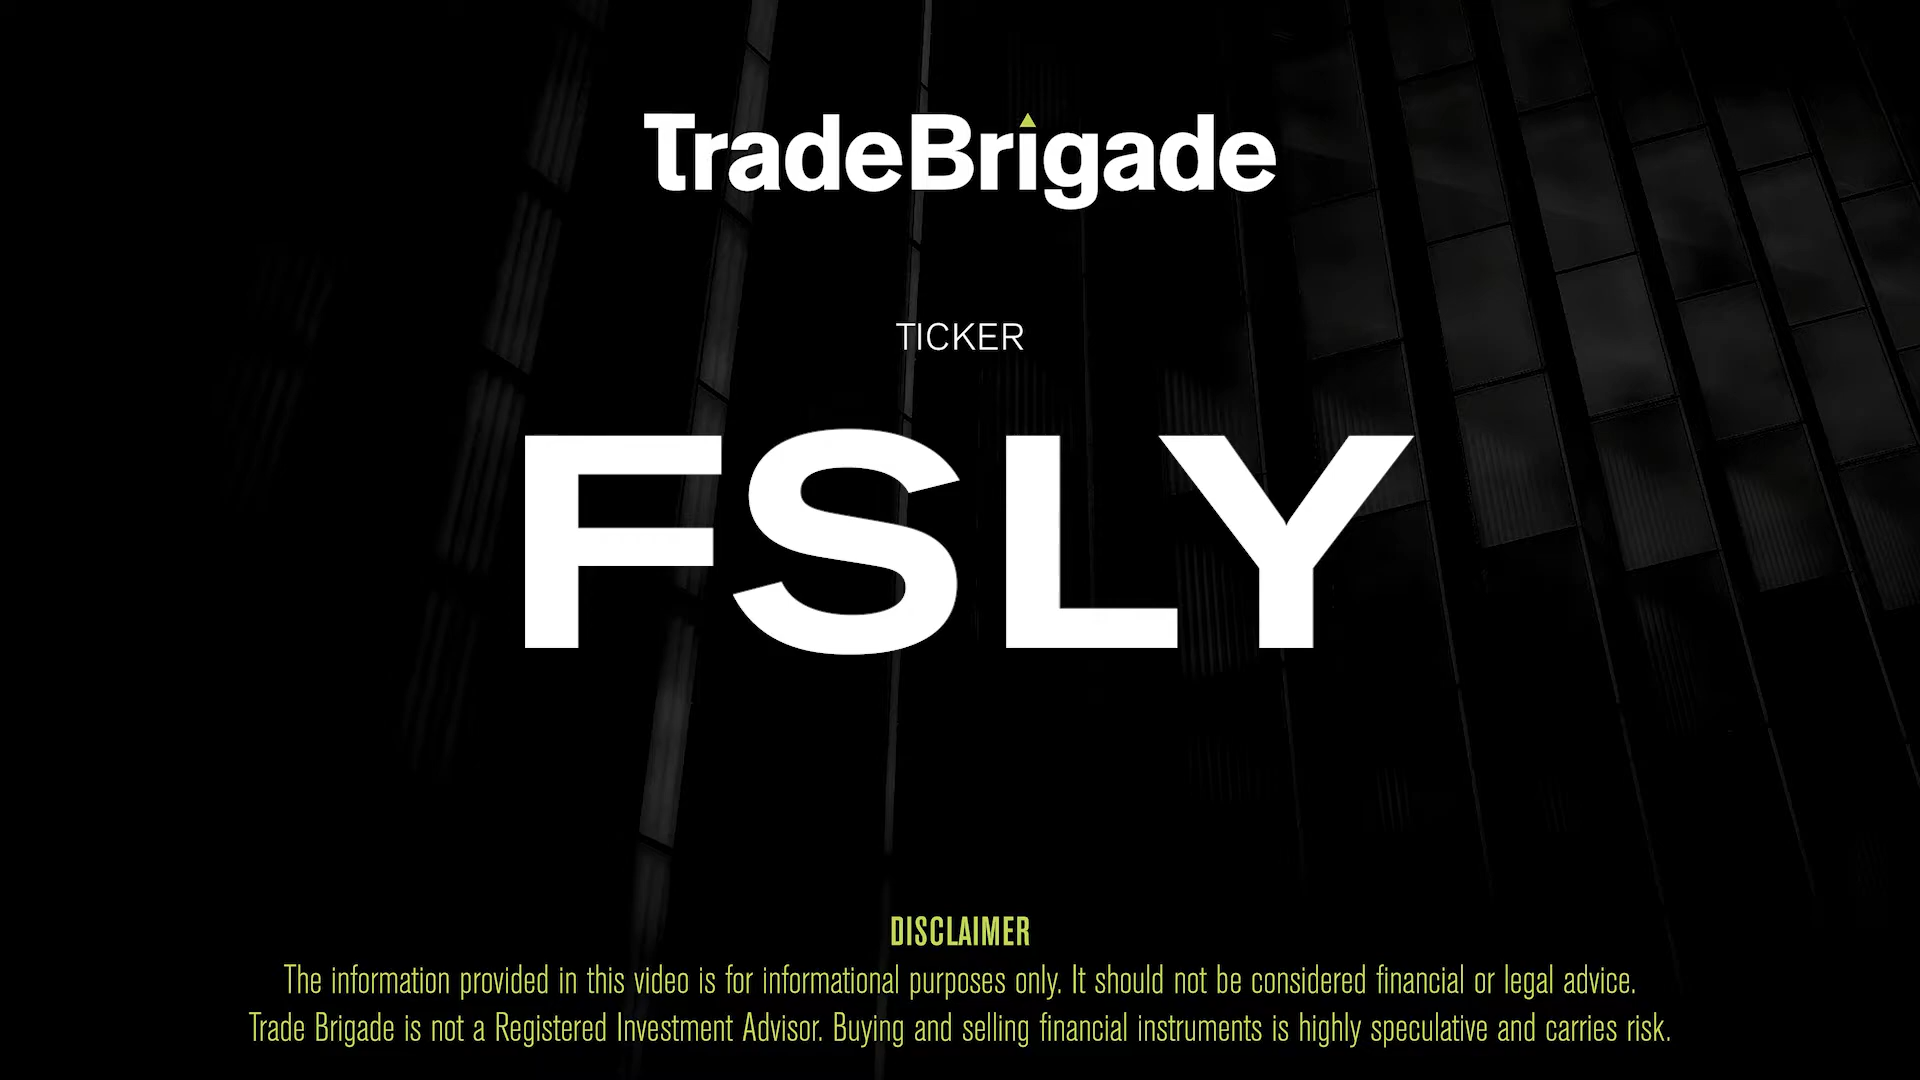 TradeBrigade
TICKER
FSLY
DISCLAIMER
The information provided in this video is for informational purposes only. It should not be considered financial or legal advice.
Trade Brigade is not a Registered Investment Advisor. Buying and selling financial instruments is highly speculative and carries risk.